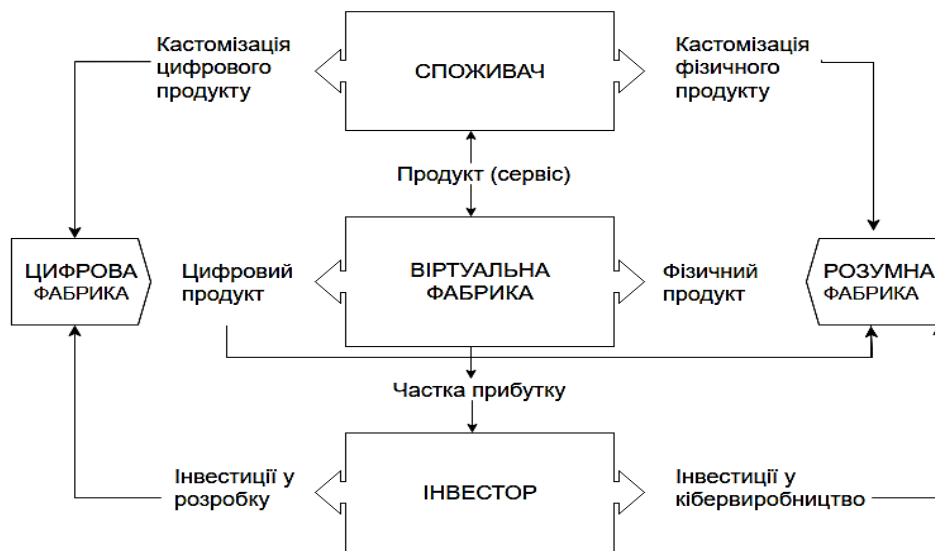 Кастомізація
цифрового
продукту
СПОЖИВАЧ
Кастомізація
фізичного
продукту
Продукт (сервіс)
ЦИФРОВА
ФАБРИКА
Цифровий
продукт
ВІРТУАЛЬНА
ФАБРИКА
Фізичний
продукт
РОЗУМНА
ФАБРИКА
Частка прибутку
Інвестиції у
розробку
ІНВЕСТОР
Інвестиції у
кібервиробництво